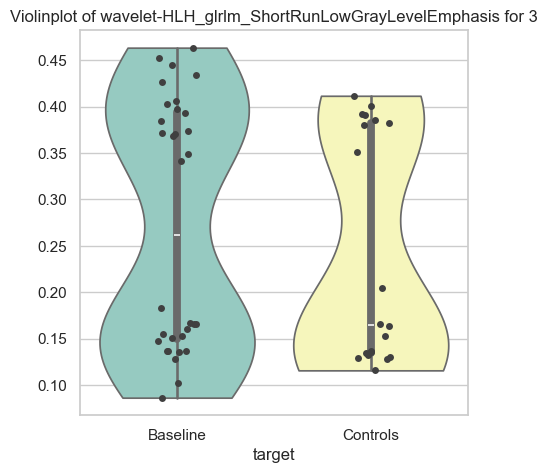 Violinplot of wavelet-HLH_glrlm_ShortRunLowGrayLevelEmphasis for 3
0.45
0.40
0.35
0.30
0.25
0.20
0.15
0.10
Baseline
Controls
target